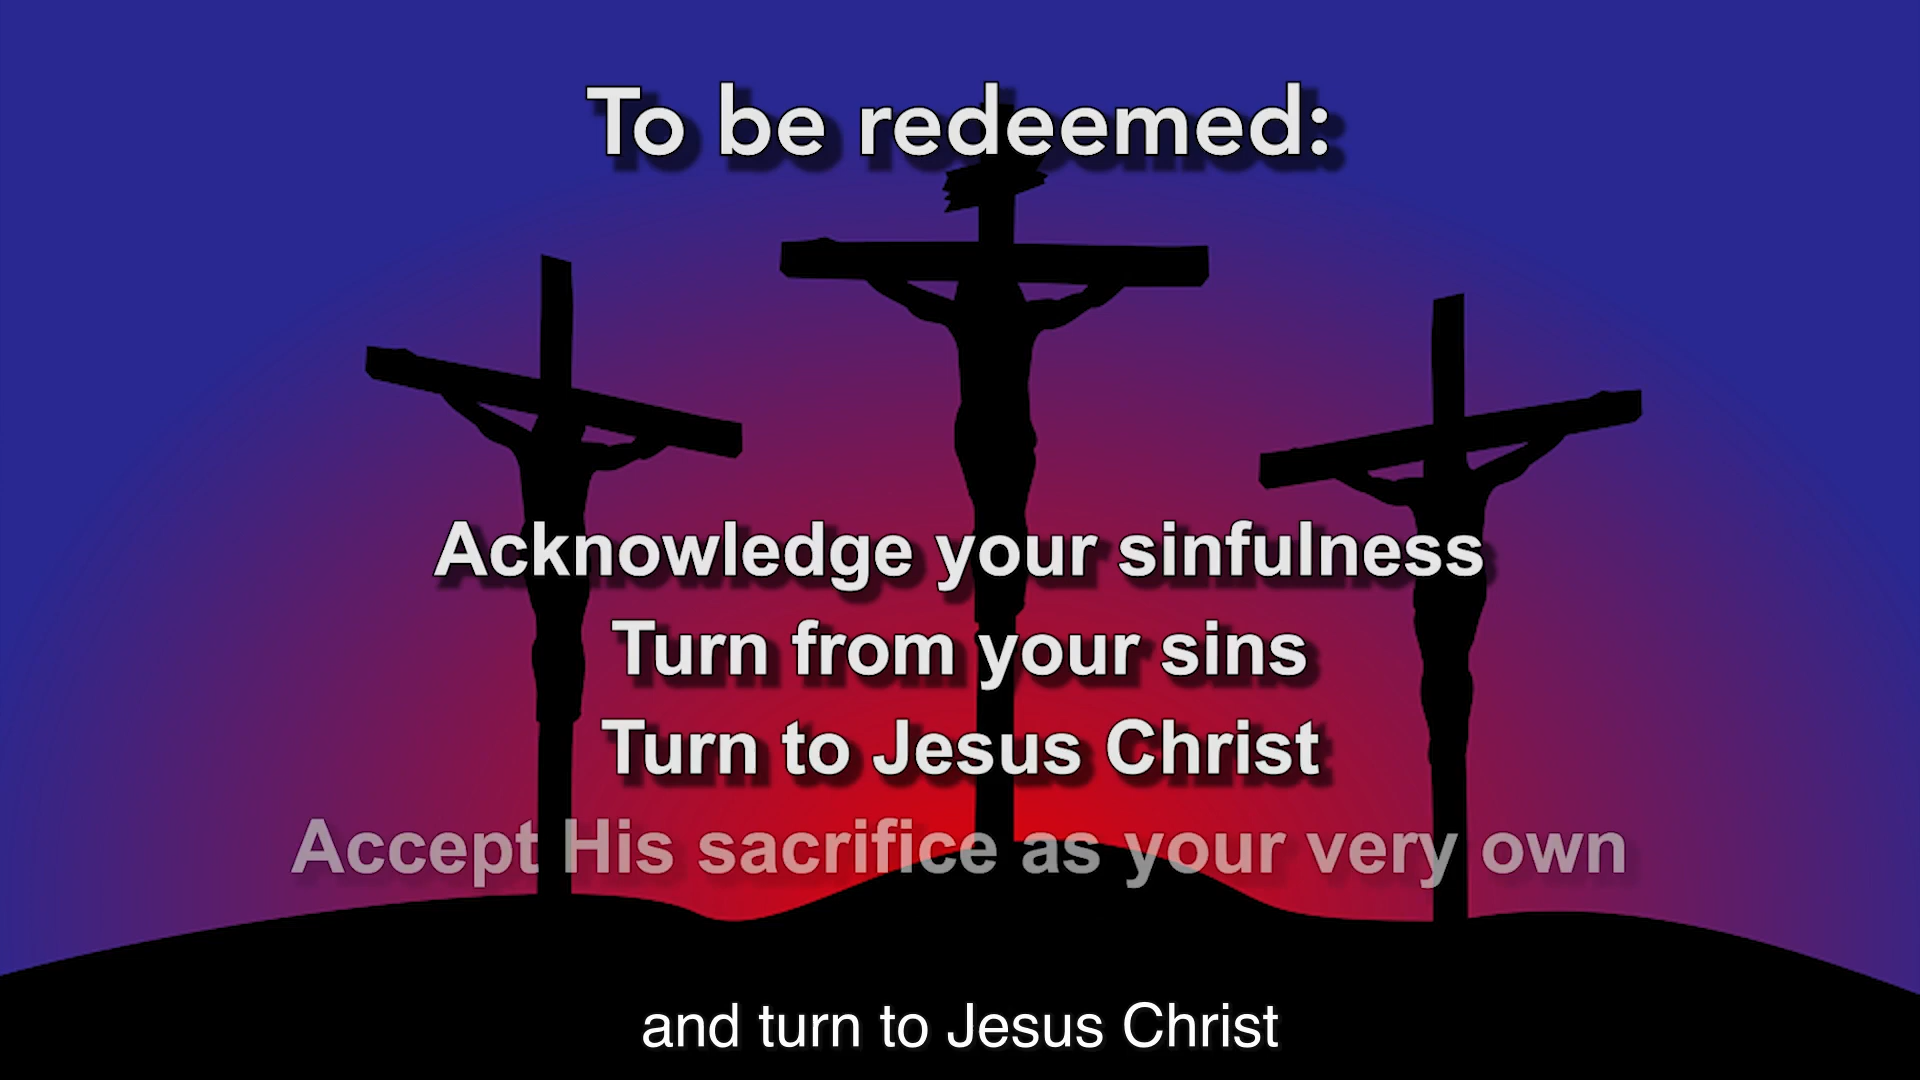 To be redeemed:
Acknowledge your sinfulness
Turn from your sins
Turn to Jesus Christ
Accept His sacrifice as your very own
and turn to Jesus Christ